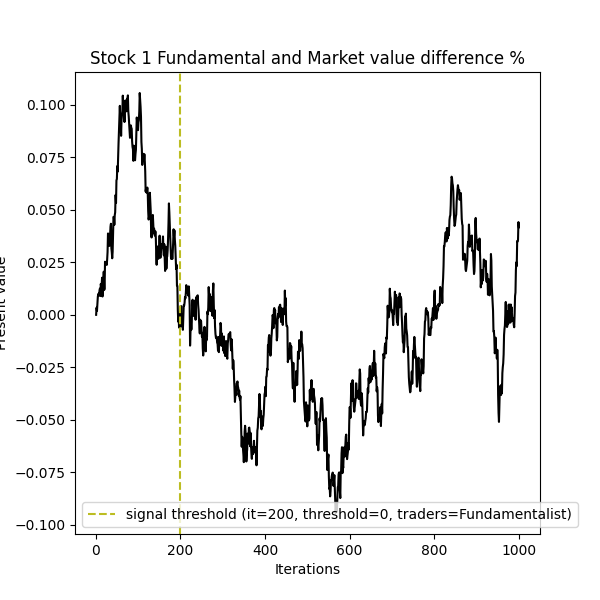 Stock 1 Fundamental and Market value difference %
Present value
0.100
0.075
0.050
0.025
0.000
−0.025
−0.050
−0.075
−0.100
signal threshold (it=200, threshold=0, traders=Fundamentalist)
0 200 400 600 800 1000
Iterations